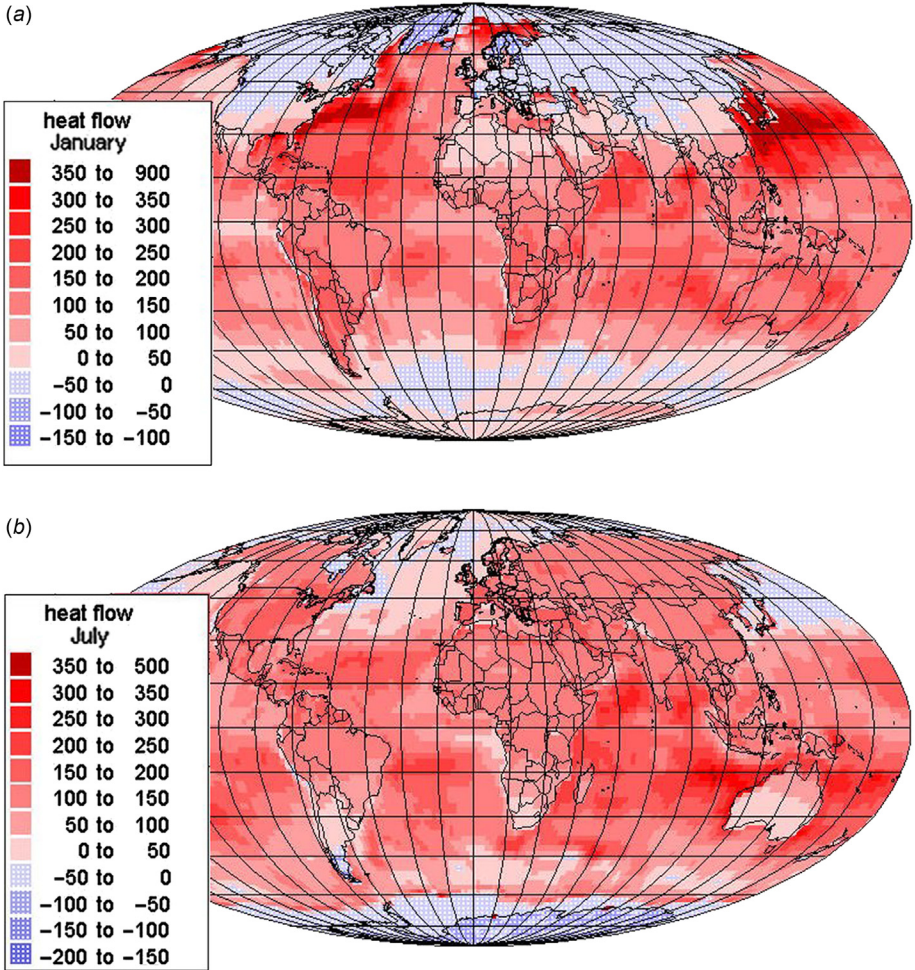 (a)
heat flow
January
350 to 900
300 to 350
250 to 300
200 to 250
150 to 200
100 to 150
50 to 100
0 to 50
−50 to 0
−100 to −50
−150 to −100
(b)
heat flow
July
350 to 500
300 to 350
250 to 300
200 to 250
150 to 200
100 to 150
50 to 100
0 to 50
−50 to 0
−100 to −50
−150 to −100
−200 to −150